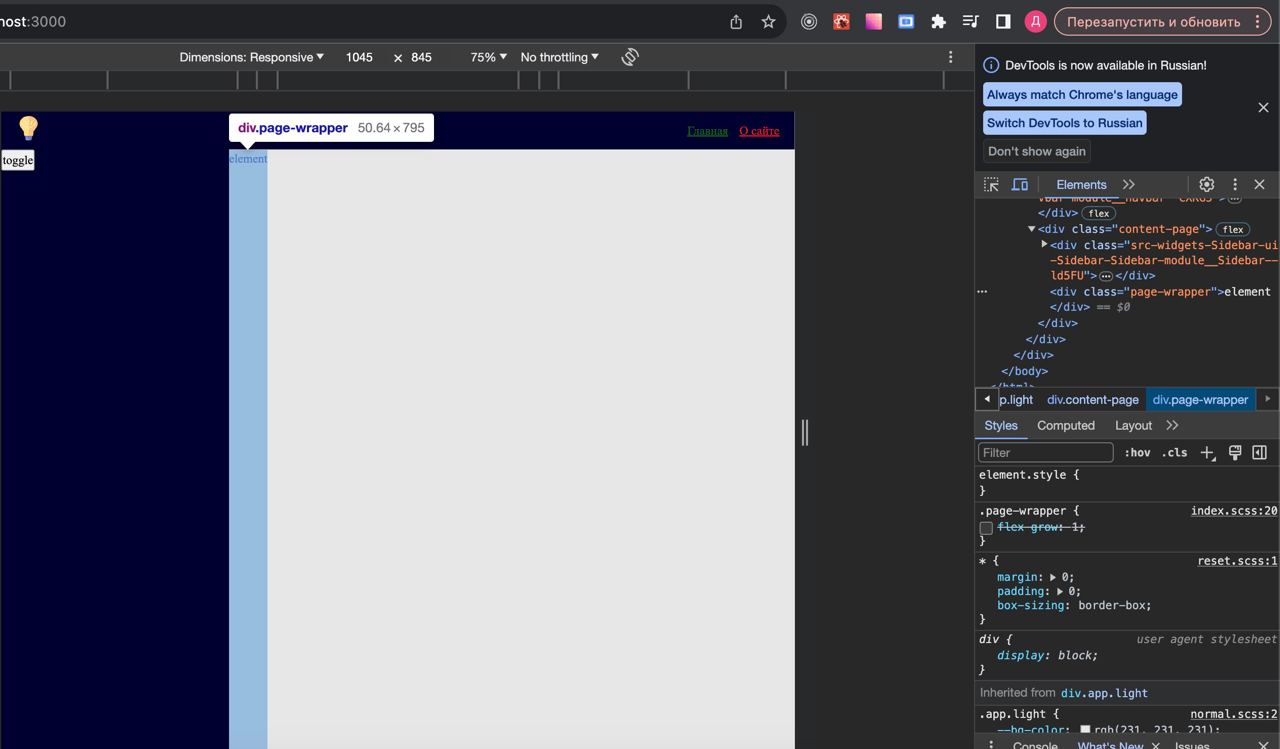 host:3000
Д
Перезапустить и обновить
Dimensions: Responsive 1045 × 845 75% No throttling
DevTools is now available in Russian!
Always match Chrome's language
Switch DevTools to Russian
Don't show again
Главная О сайте
toggle
div.page-wrapper 50.64 × 795
element
Elements
</div> flex
<div class="content-page"> flex
<div class="src-widgets-Sidebar-ui
-Sidebar-Sidebar-module__Sidebar--
ld5FU"> … </div>
<div class="page-wrapper">element
</div> == $0
</div>
</div>
</div>
</body>
p.light div.content-page div.page-wrapper
Styles Computed Layout
Filter :hov .cls
element.style {
}
.page-wrapper { index.scss:20
flex-grow: 1;
}
* { reset.scss:1
margin: 0;
padding: 0;
box-sizing: border-box;
}
div { user agent stylesheet
display: block;
}
Inherited from div.app.light
.app.light { normal.scss:2
--bg-color: rgb(231, 231, 231);
Console What's New Issues